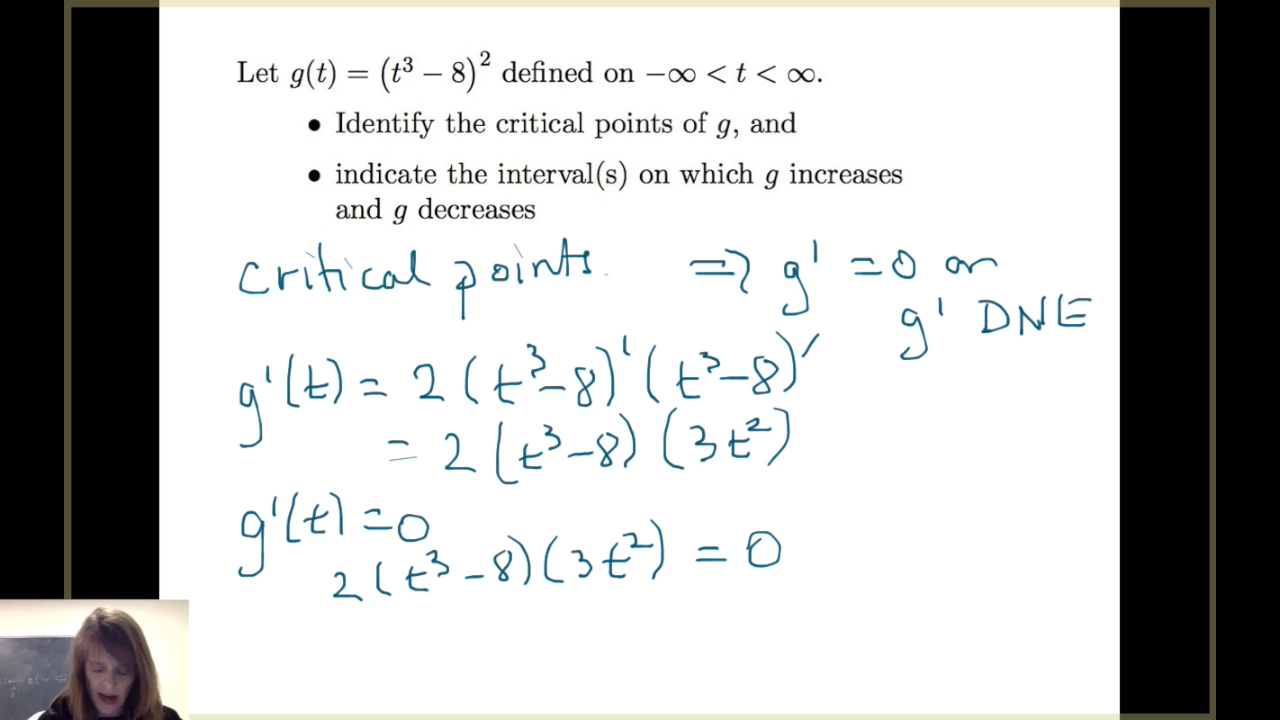 Let g(t) = (t³ − 8)² defined on −∞ < t < ∞.
• Identify the critical points of g, and
• indicate the interval(s) on which g increases
and g decreases
critical points. ⇒ g' = 0 or
g' DNE
g'(t) = 2(t³−8)¹(t³−8)'
= 2(t³−8)(3t²)
g'(t) = 0
2(t³−8)(3t²) = 0